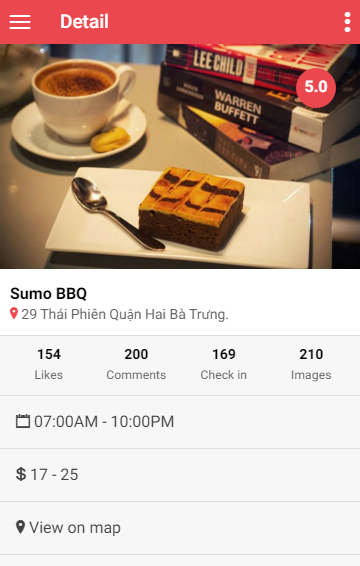 Detail
LEE CHILD
5.0
WARREN
BUFFETT
Sumo BBQ
29 Thái Phiên Quận Hai Bà Trưng.
154 200 169 210
Likes Comments Check in Images
07:00AM - 10:00PM
$ 17 - 25
View on map